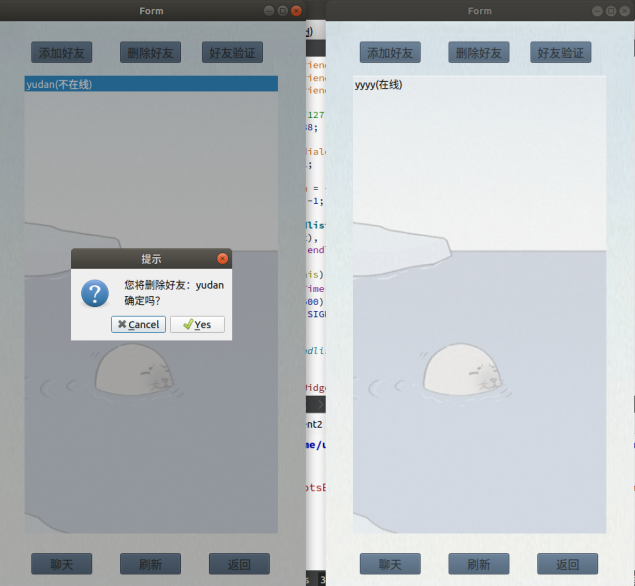 Form
添加好友
删除好友
好友验证
yudan(不在线)
提示
您将删除好友：yudan
确定吗？
Cancel
Yes
聊天
刷新
返回
Form
添加好友
删除好友
好友验证
yyyy(在线)
聊天
刷新
返回